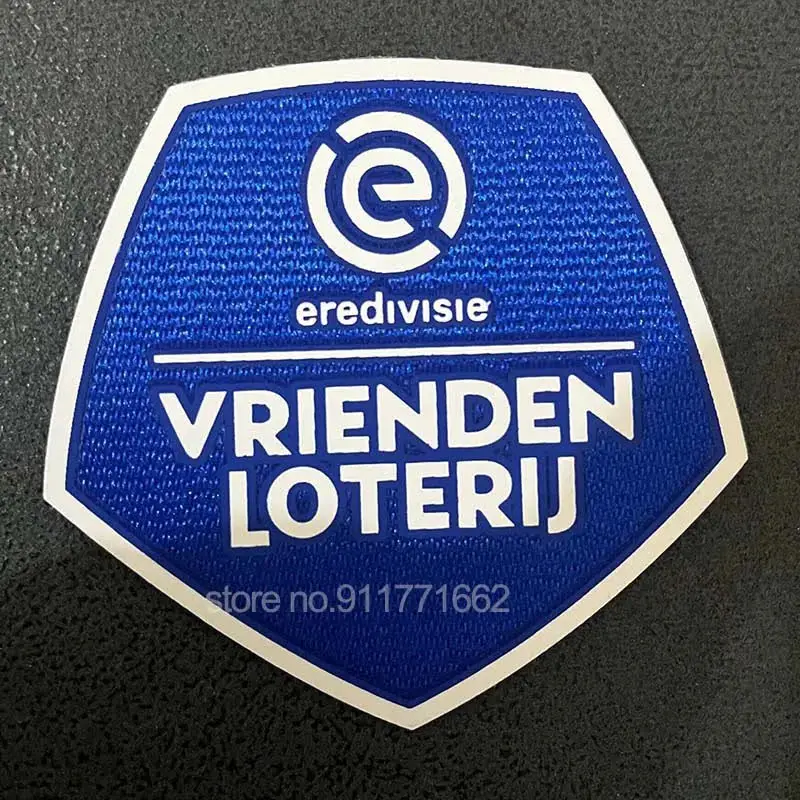 e
eredivisie
VRIENDEN
LOTERIJ
store no.911771662